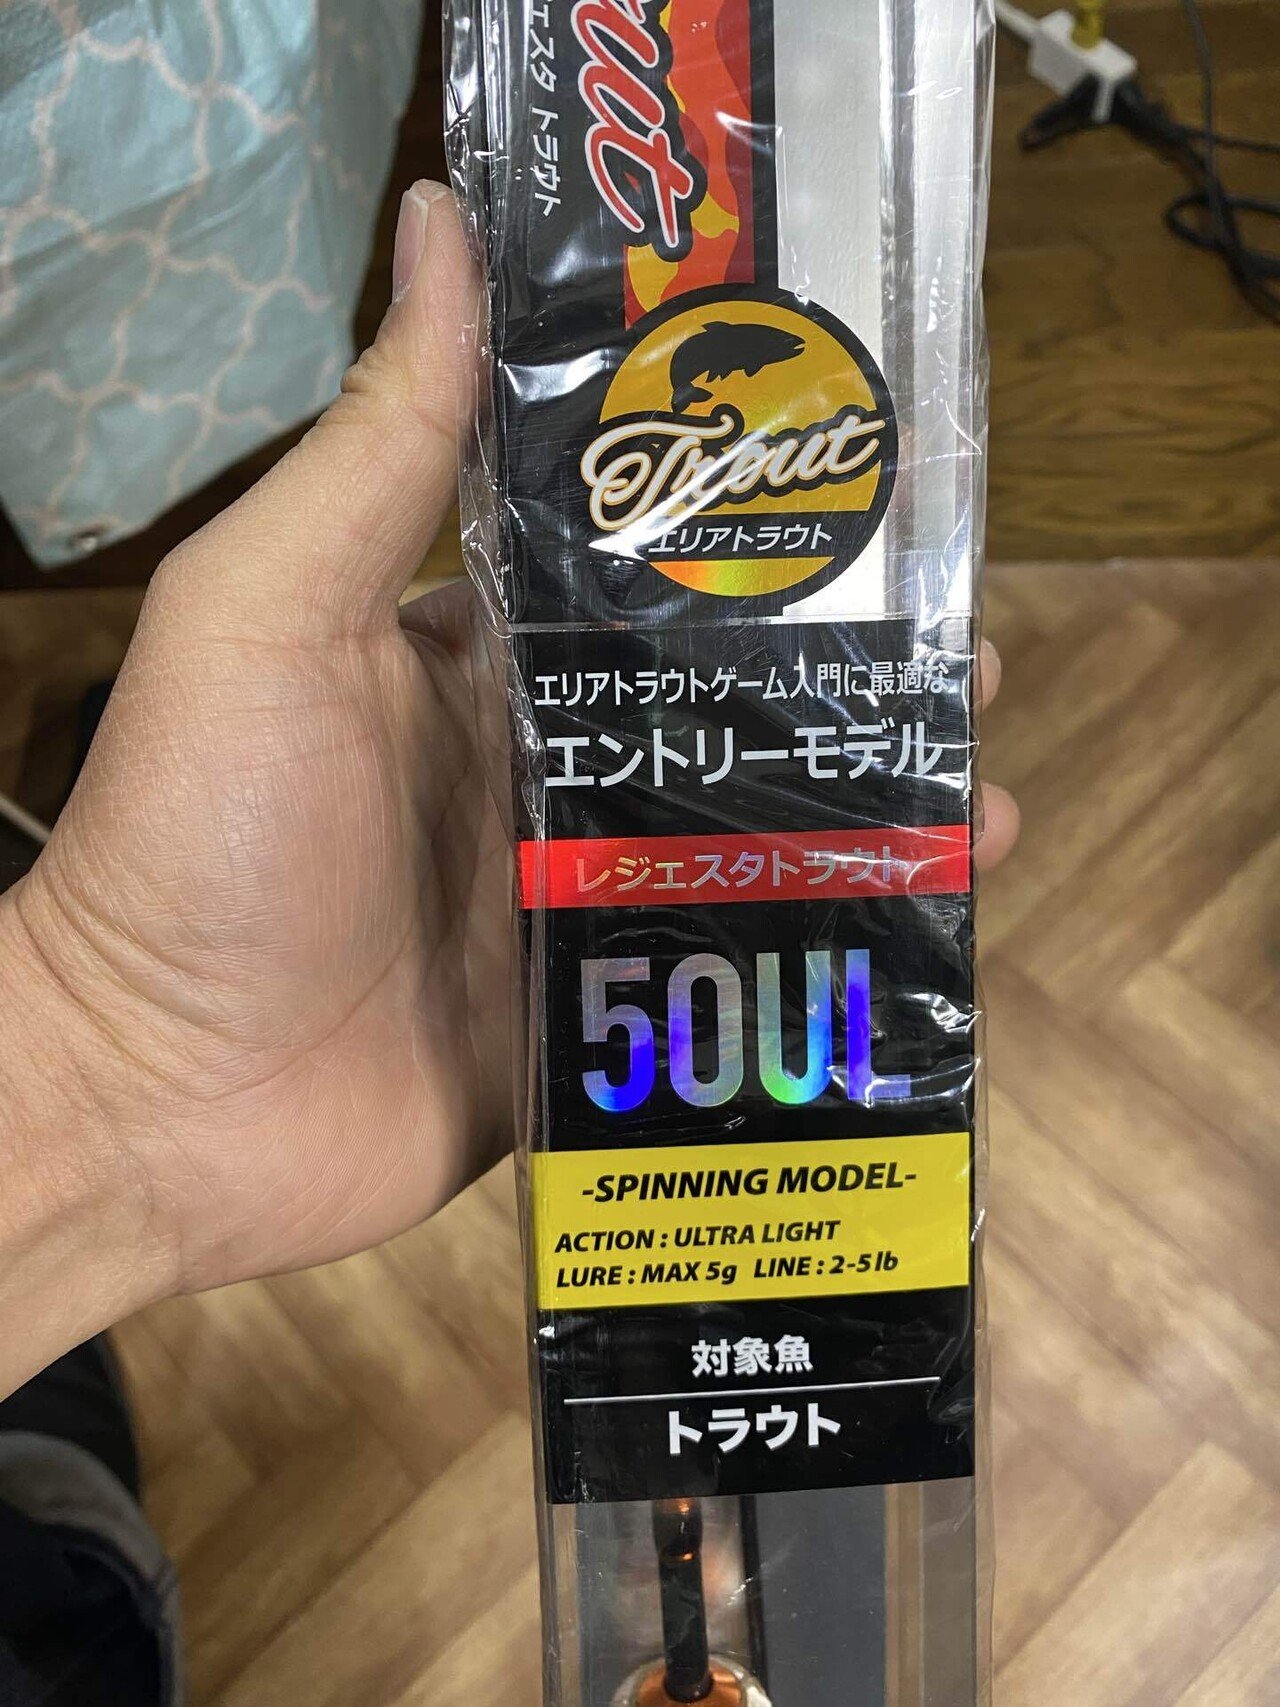 エスタ トラウト
Trout
エリアトラウト
エリアトラウトゲーム入門に最適な
エントリーモデル
レジェスタトラウト
50UL
-SPINNING MODEL-
ACTION : ULTRA LIGHT
LURE : MAX 5g LINE : 2-5lb
対象魚
トラウト